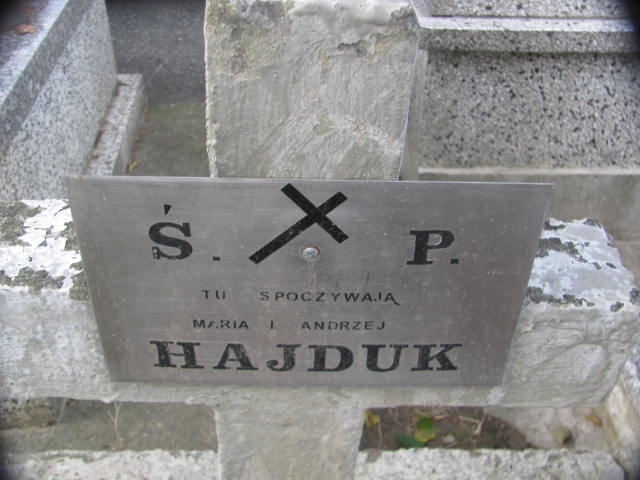 Ś. P.
TU SPOCZYWAJĄ
MARIA I ANDRZEJ
HAJDUK